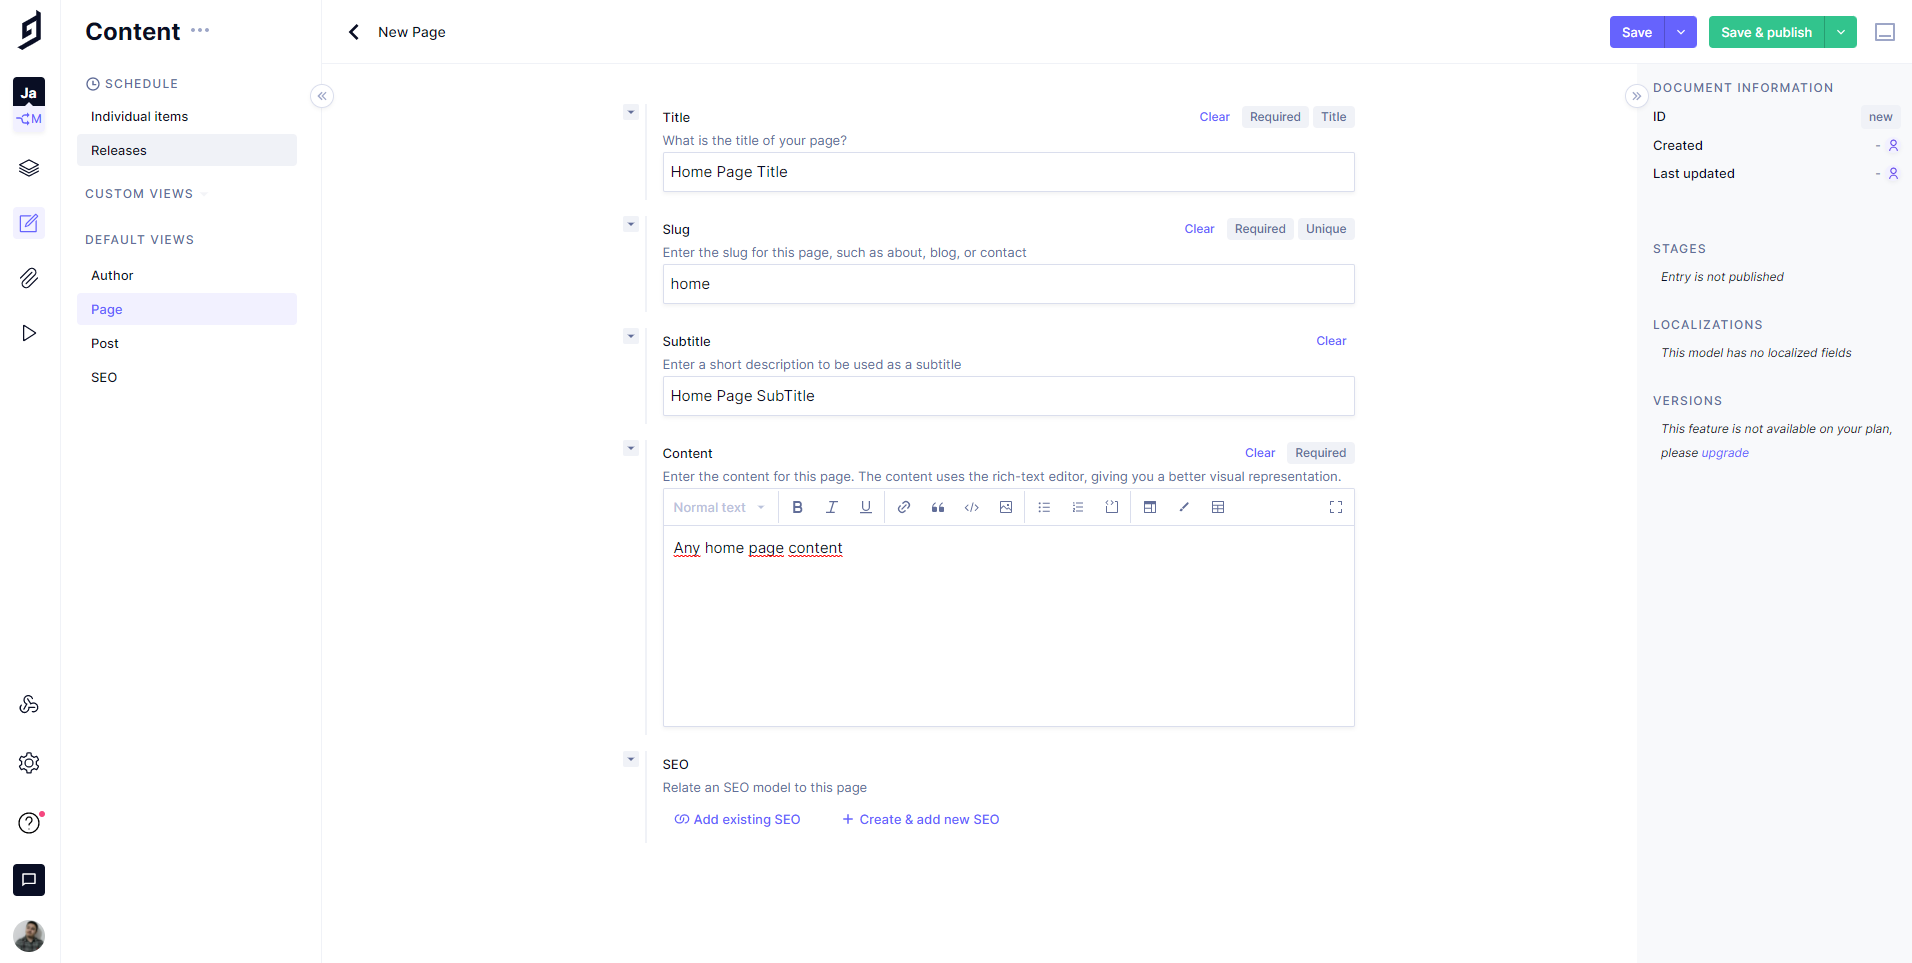 Content
New Page
Save
Save & publish
Ja
M
SCHEDULE
Individual items
Releases
CUSTOM VIEWS
DEFAULT VIEWS
Author
Page
Post
SEO
Title
Clear
Required
Title
What is the title of your page?
Home Page Title
Slug
Clear
Required
Unique
Enter the slug for this page, such as about, blog, or contact
home
Subtitle
Clear
Enter a short description to be used as a subtitle
Home Page SubTitle
Content
Clear
Required
Enter the content for this page. The content uses the rich-text editor, giving you a better visual representation.
Normal text
Any home page content
SEO
Relate an SEO model to this page
Add existing SEO
Create & add new SEO
DOCUMENT INFORMATION
ID
new
Created
-
Last updated
-
STAGES
Entry is not published
LOCALIZATIONS
This model has no localized fields
VERSIONS
This feature is not available on your plan,
please upgrade